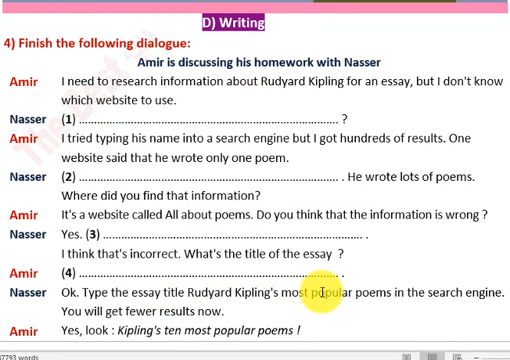 D) Writing
4) Finish the following dialogue:
Amir is discussing his homework with Nasser
Amir I need to research information about Rudyard Kipling for an essay, but I don't know
which website to use.
Nasser (1) ................................................................................. ?
Amir I tried typing his name into a search engine but I got hundreds of results. One
website said that he wrote only one poem.
Nasser (2) ................................................................................. . He wrote lots of poems.
Where did you find that information?
Amir It's a website called All about poems. Do you think that the information is wrong ?
Nasser Yes. (3) ................................................................................. .
I think that's incorrect. What's the title of the essay ?
Amir (4) ................................................................................. .
Nasser Ok. Type the essay title Rudyard Kipling's most popular poems in the search engine.
You will get fewer results now.
Amir Yes, look : Kipling's ten most popular poems !
37793 words